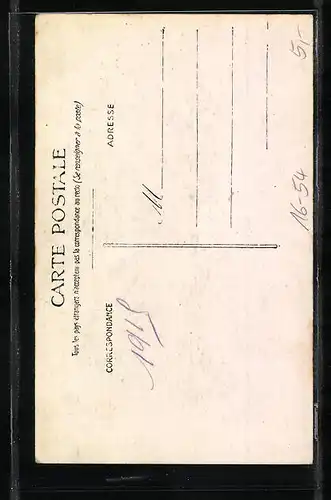 CARTE POSTALE
Tous les pays étrangers n'acceptent pas la correspondance au recto (Se renseigner à la poste)
CORRESPONDANCE
ADRESSE
1915
M
16-54
5,-